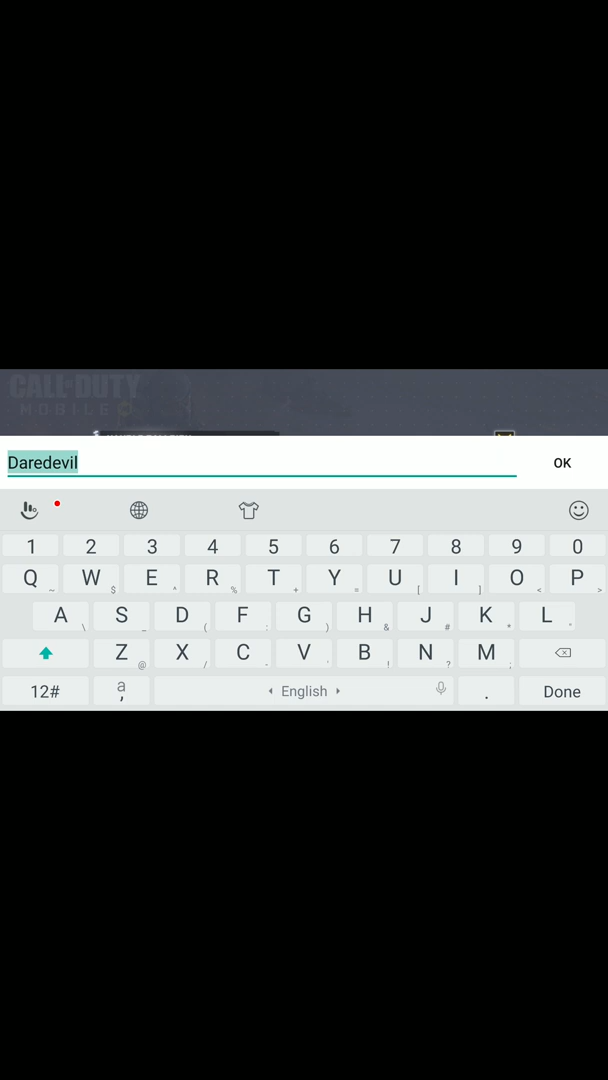 CALL OF DUTY
MOBILE
Daredevil
OK
1 2 3 4 5 6 7 8 9 0
Q W E R T Y U I O P
~ $ ^ % + = [ ] < >
A S D F G H J K L
\ _ ( : ) & # *
Z X C V B N M
@ / - ' ! ? ;
12# a , English . Done